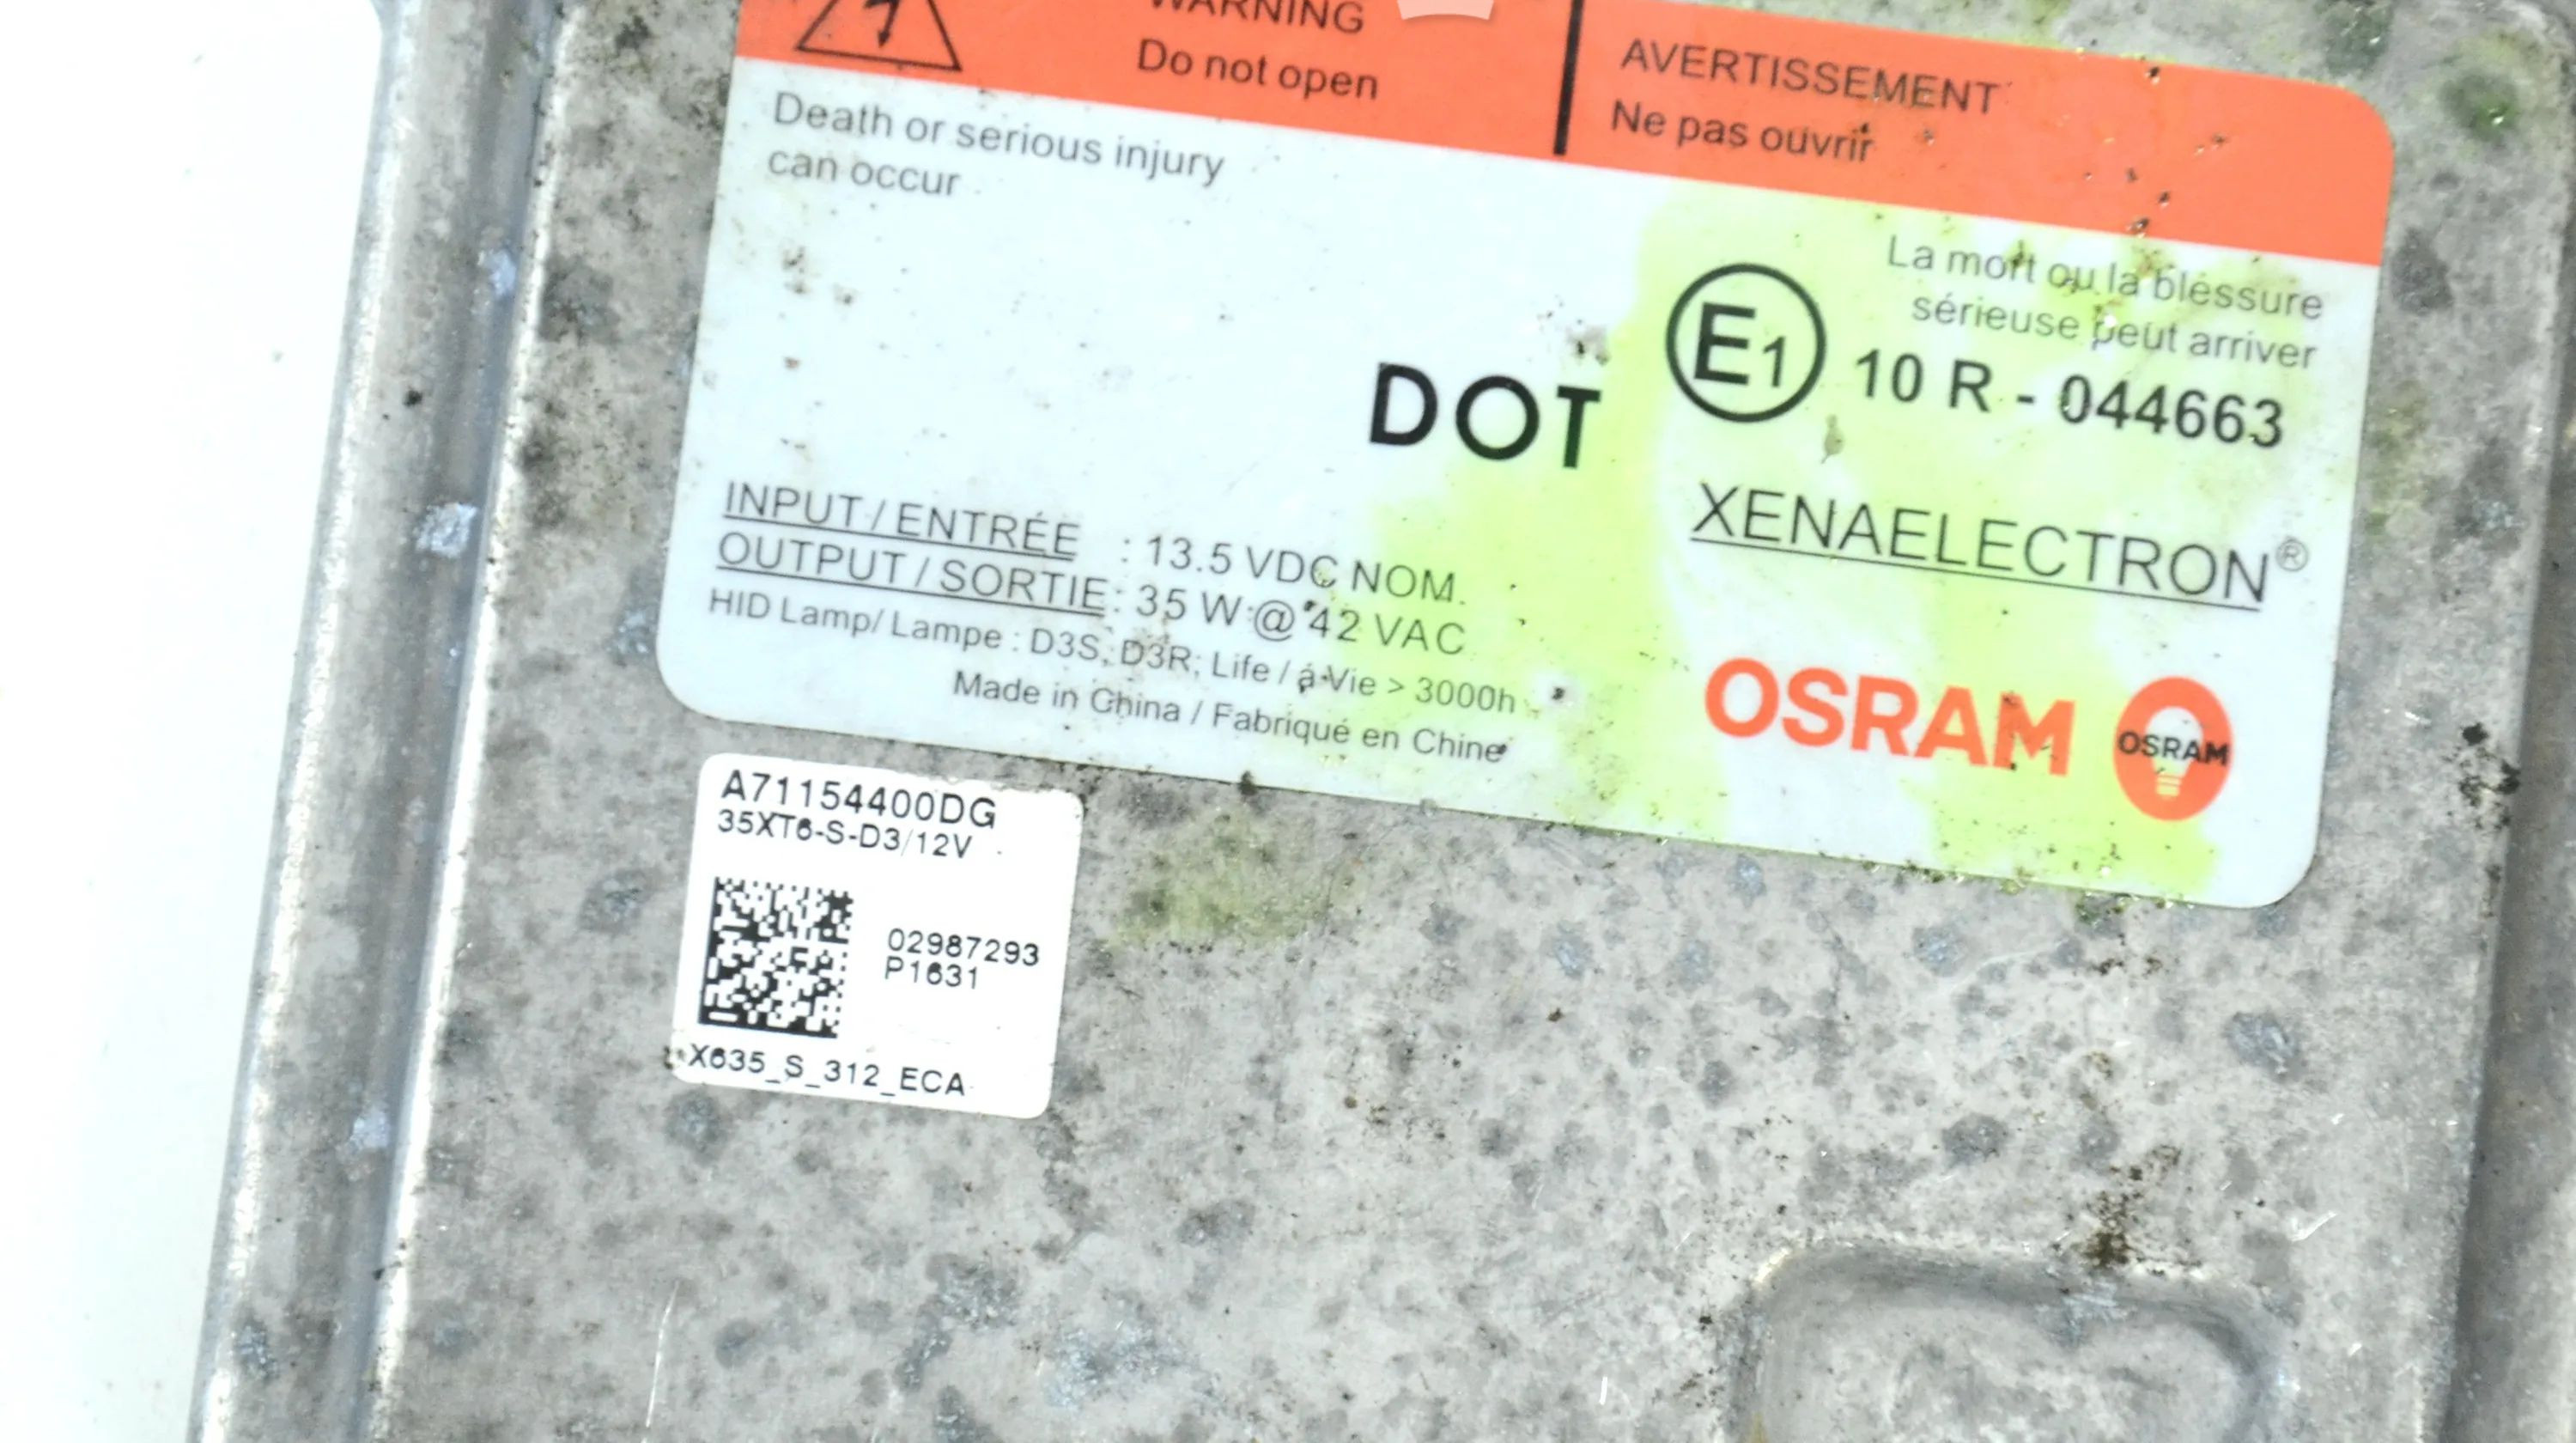 WARNING
Do not open
AVERTISSEMENT
Ne pas ouvrir
Death or serious injury
can occur
La mort ou la blessure
sérieuse peut arriver
DOT
E1
10 R - 044663
INPUT / ENTRÉE : 13.5 VDC NOM.
OUTPUT / SORTIE : 35 W @ 42 VAC
HID Lamp/ Lampe : D3S, D3R; Life / á Vie > 3000h
Made in China / Fabriqué en Chine
XENAELECTRON®
OSRAM
OSRAM
A71154400DG
35XT6-S-D3/12V
02987293
P1631
X635_S_312_ECA